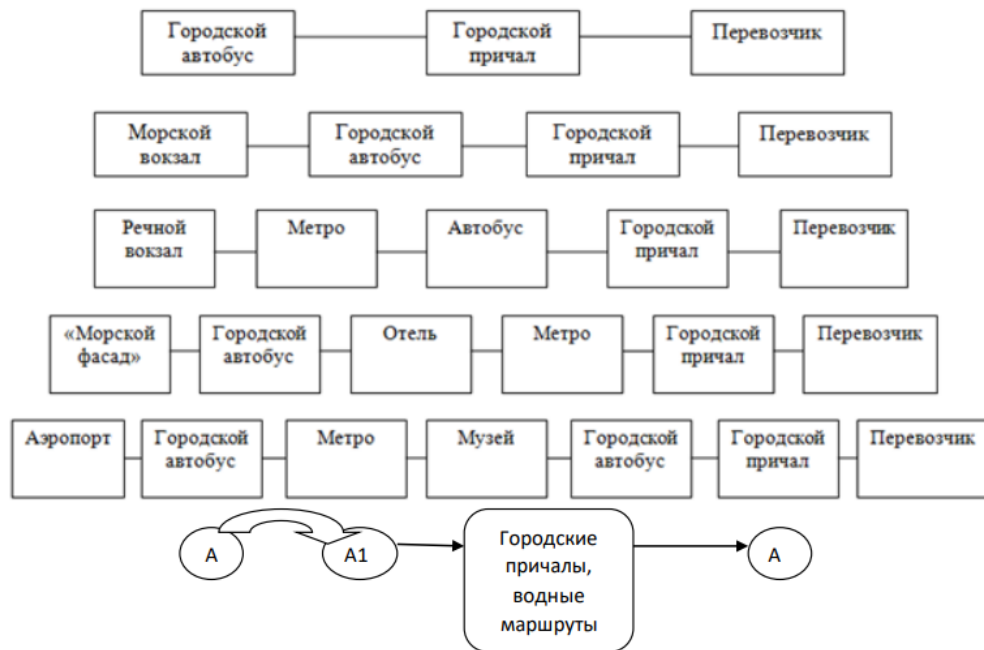 Городской
автобус
Городской
причал
Перевозчик
Морской
вокзал
Городской
автобус
Городской
причал
Перевозчик
Речной
вокзал
Метро
Автобус
Городской
причал
Перевозчик
«Морской
фасад»
Городской
автобус
Отель
Метро
Городской
причал
Перевозчик
Аэропорт
Городской
автобус
Метро
Музей
Городской
автобус
Городской
причал
Перевозчик
А
А1
Городские
причалы,
водные
маршруты
А